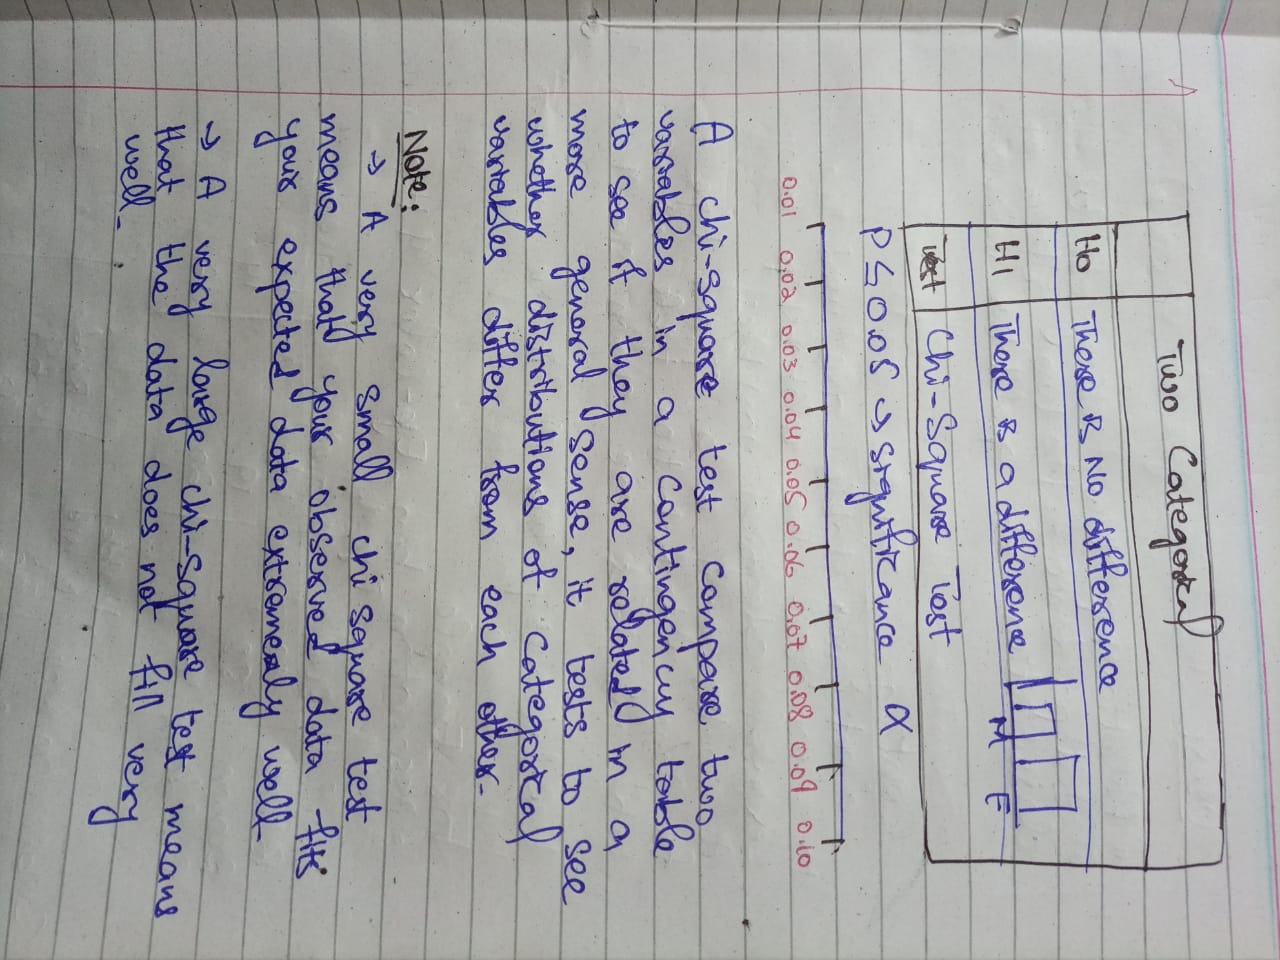 Two Categorical
Ho There is No difference
H1 There is a difference
M F
Test Chi-Square Test
P ≤ 0.05 → significance α
0.01 0.02 0.03 0.04 0.05 0.06 0.07 0.08 0.09 0.10
A chi-square test compare two
variables in a contingency table
to see if they are related in a
more general sense, it tests to see
whether distributions of categorical
variables differ from each other.
Note:
→ A very small chi square test
means that your observed data fits
your expected data extremely well
→ A very large chi-square test means
that the data does not fill very
well.